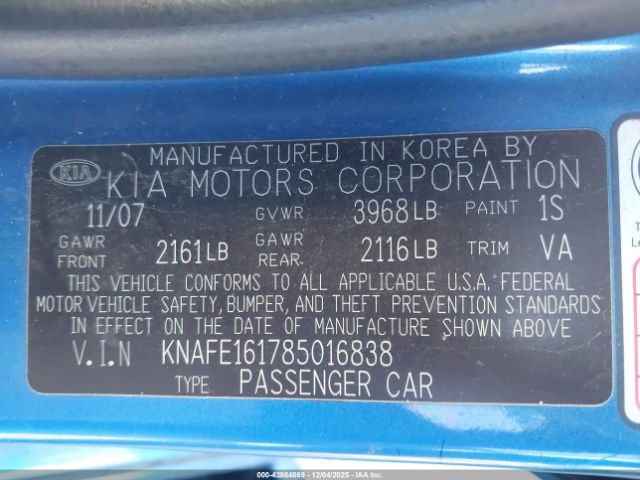 MANUFACTURED IN KOREA BY
KIA KIA MOTORS CORPORATION
11/07 GVWR 3968LB PAINT 1S
GAWR FRONT 2161LB GAWR REAR. 2116LB TRIM VA
THIS VEHICLE CONFORMS TO ALL APPLICABLE U.S.A. FEDERAL
MOTOR VEHICLE SAFETY, BUMPER, AND THEFT PREVENTION STANDARDS
IN EFFECT ON THE DATE OF MANUFACTURE SHOWN ABOVE
V.I.N KNAFE161785016838
TYPE PASSENGER CAR
000-43864869 - 12/04/2025 - IAAI.COM